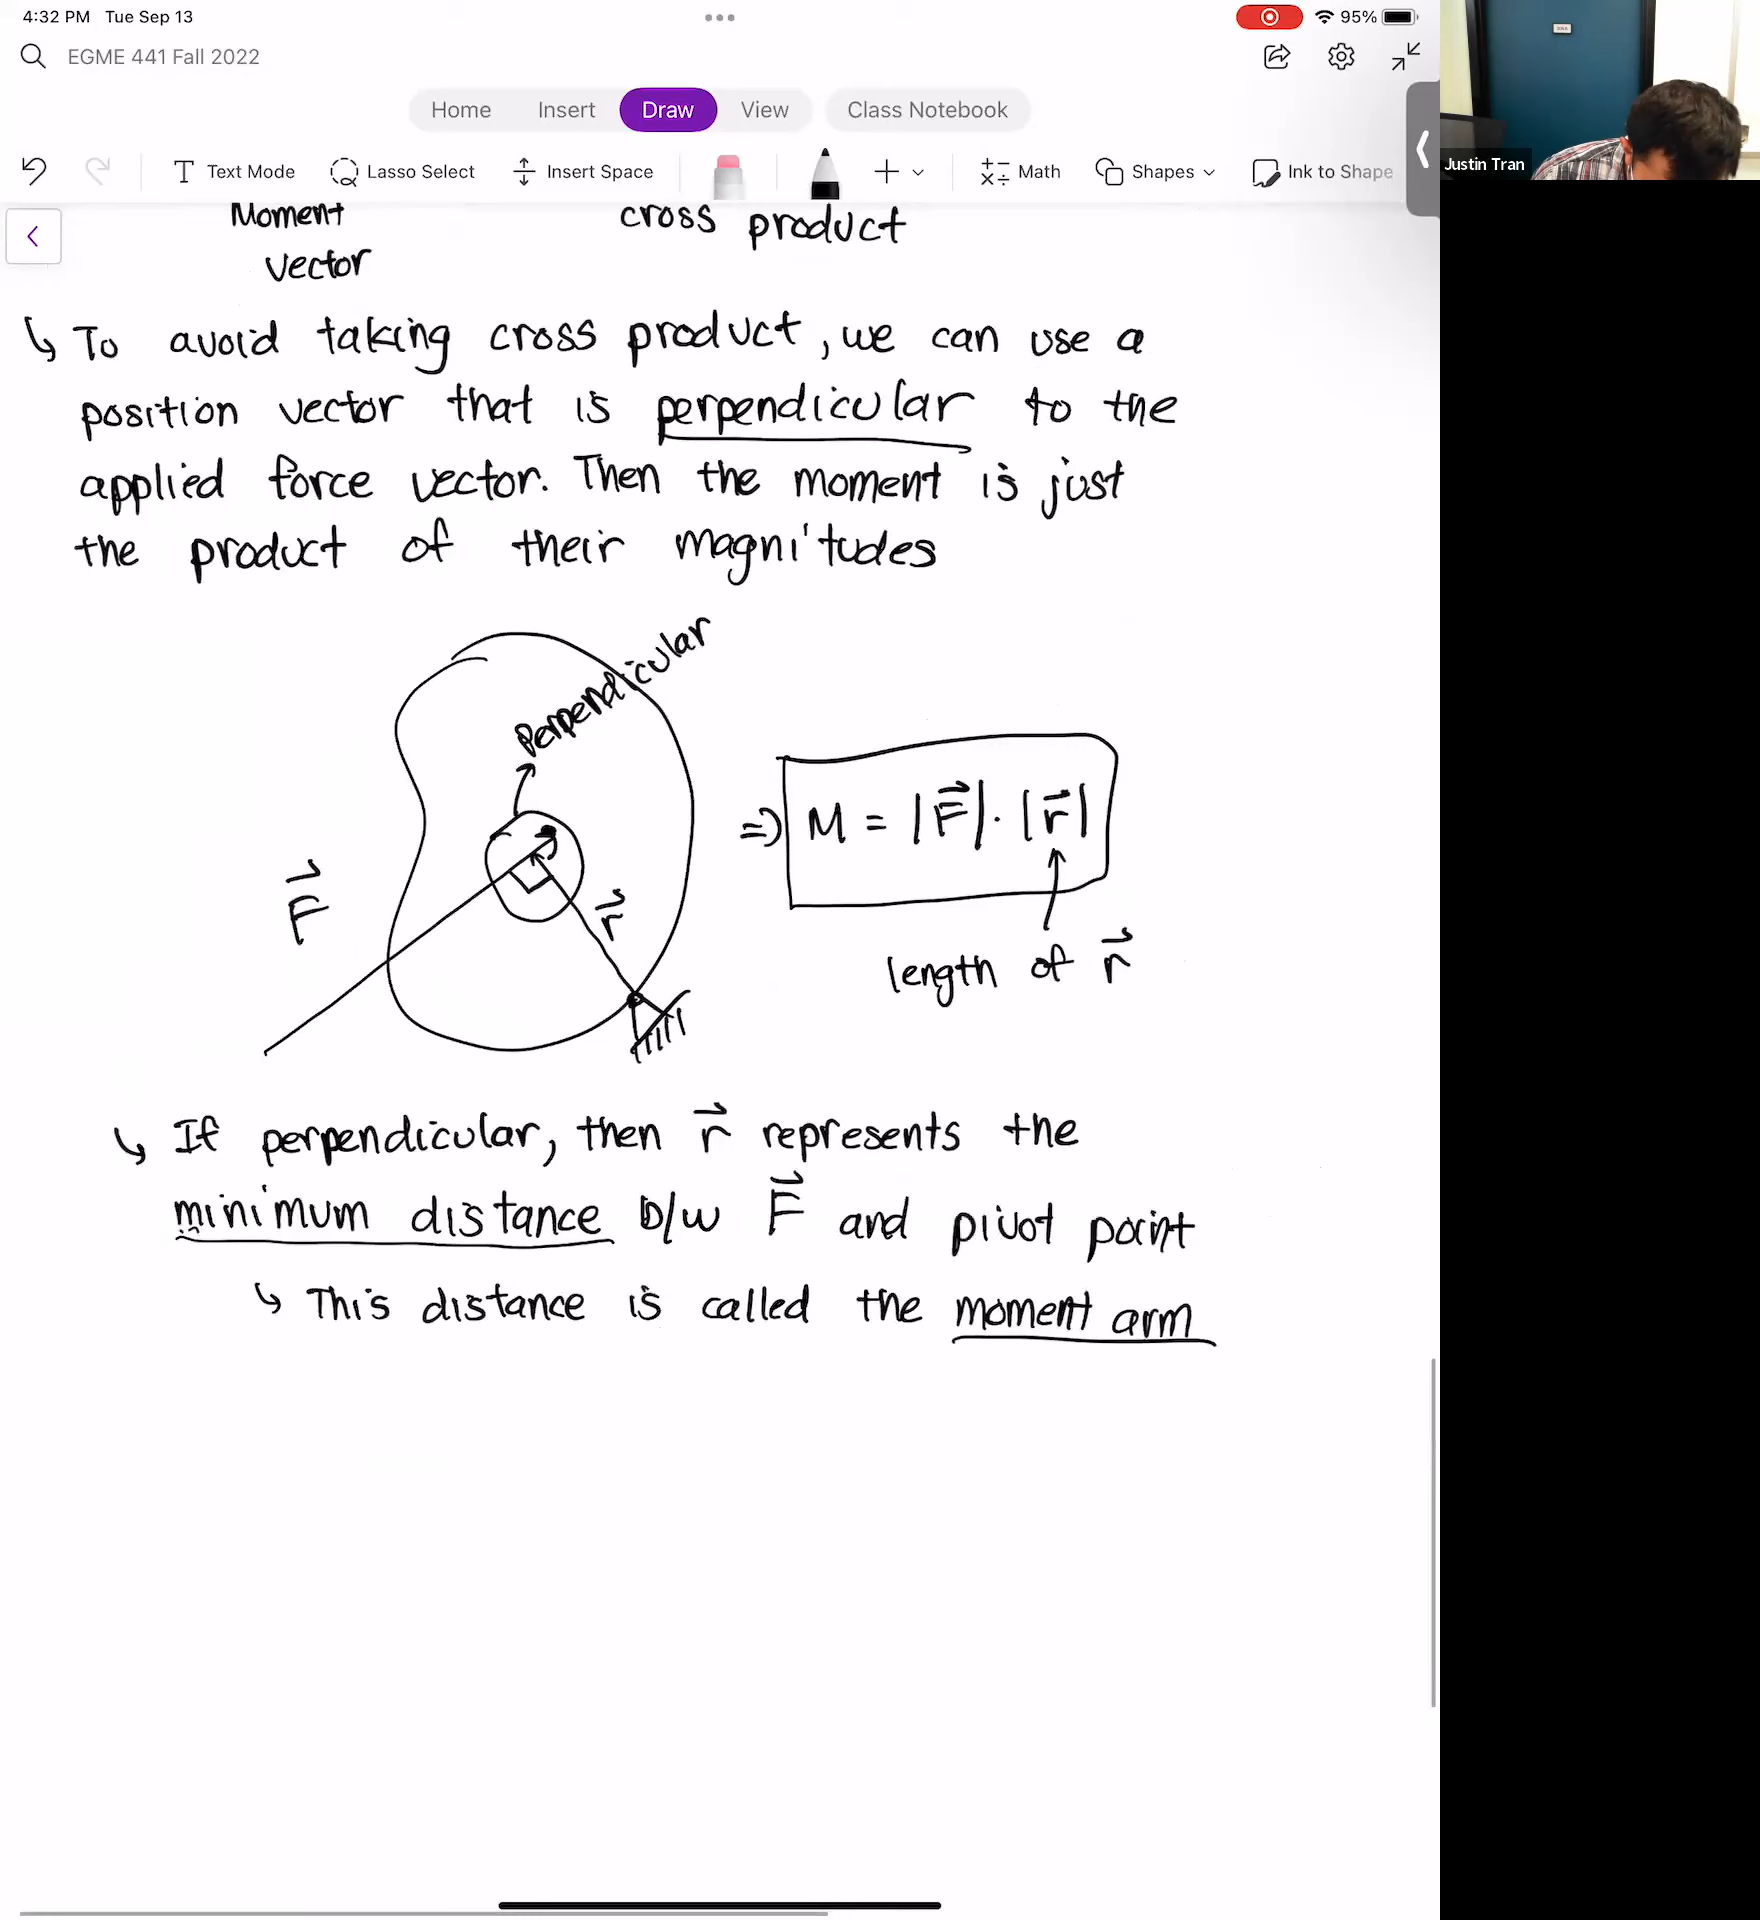 4:32 PM Tue Sep 13
95%
EGME 441 Fall 2022
Home Insert Draw View Class Notebook
Text Mode Lasso Select Insert Space Math Shapes Ink to Shape
Justin Tran
Moment cross product
Vector
↳ To avoid taking cross product, we can use a
position vector that is perpendicular to the
applied force vector. Then the moment is just
the product of their magnitudes
Perpendicular
F⃗
r⃗
⇒ M = |F⃗| · |r⃗|
length of r⃗
↳ If perpendicular, then r⃗ represents the
minimum distance b/w F⃗ and pivot point
↳ This distance is called the moment arm